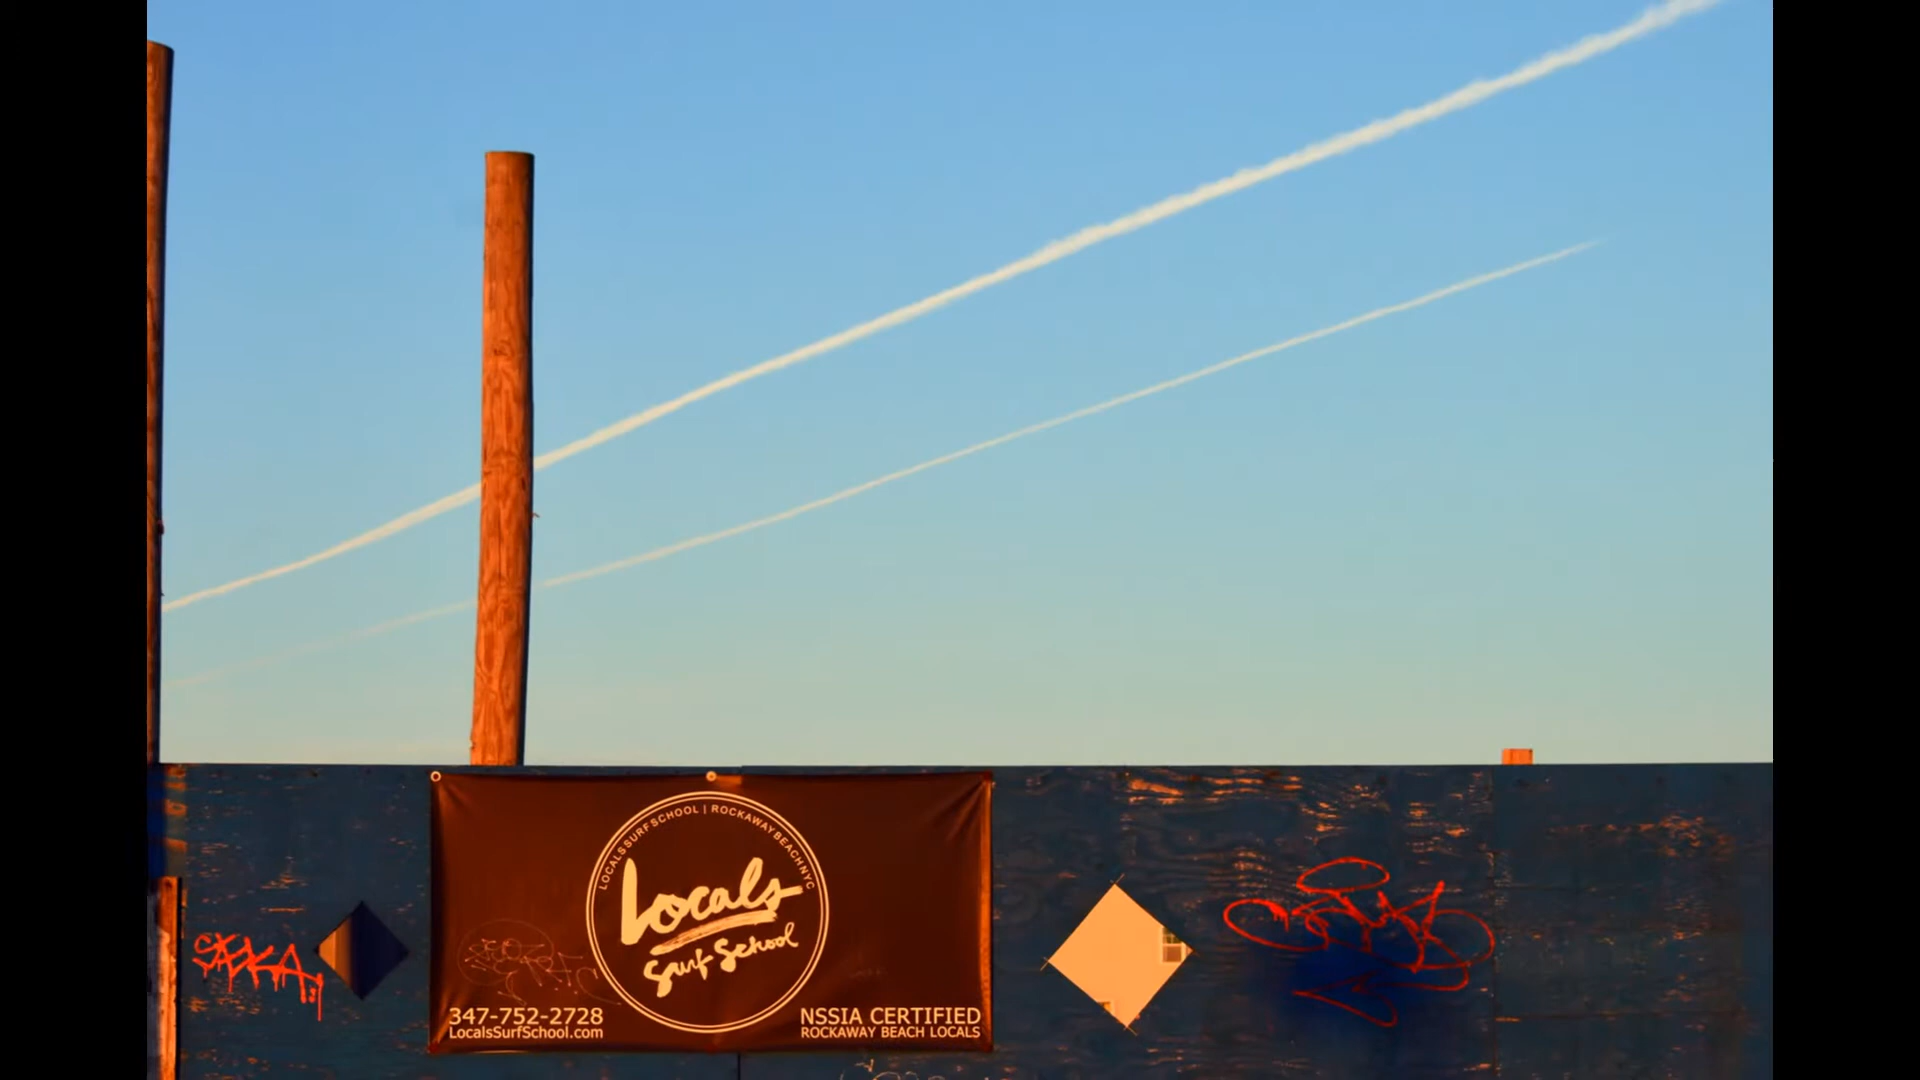 LOCALS SURF SCHOOL | ROCKAWAY BEACH NYC
Locals
Surf School
347-752-2728
LocalsSurfSchool.com
NSSIA CERTIFIED
ROCKAWAY BEACH LOCALS